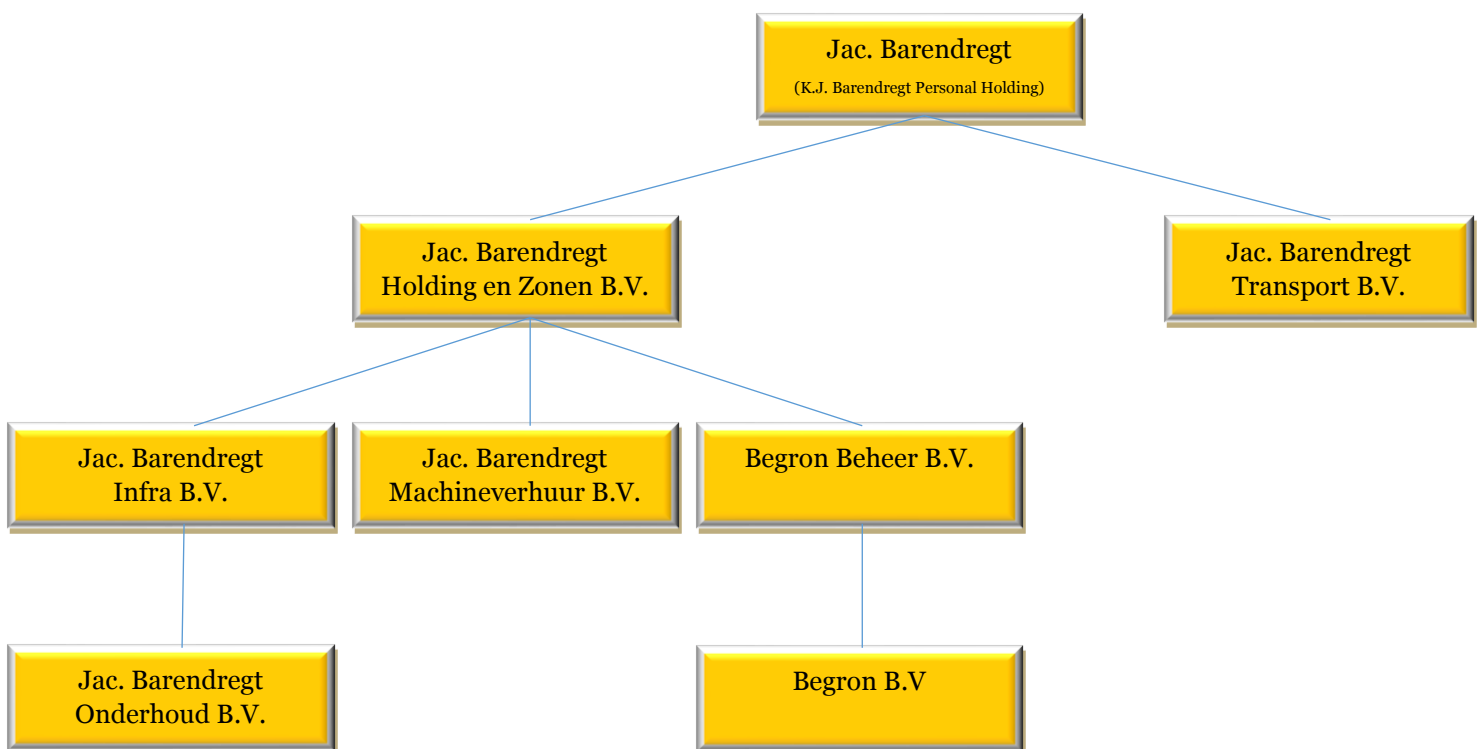 Jac. Barendregt
(K.J. Barendregt Personal Holding)
Jac. Barendregt
Holding en Zonen B.V.
Jac. Barendregt
Transport B.V.
Jac. Barendregt
Infra B.V.
Jac. Barendregt
Machineverhuur B.V.
Begron Beheer B.V.
Jac. Barendregt
Onderhoud B.V.
Begron B.V